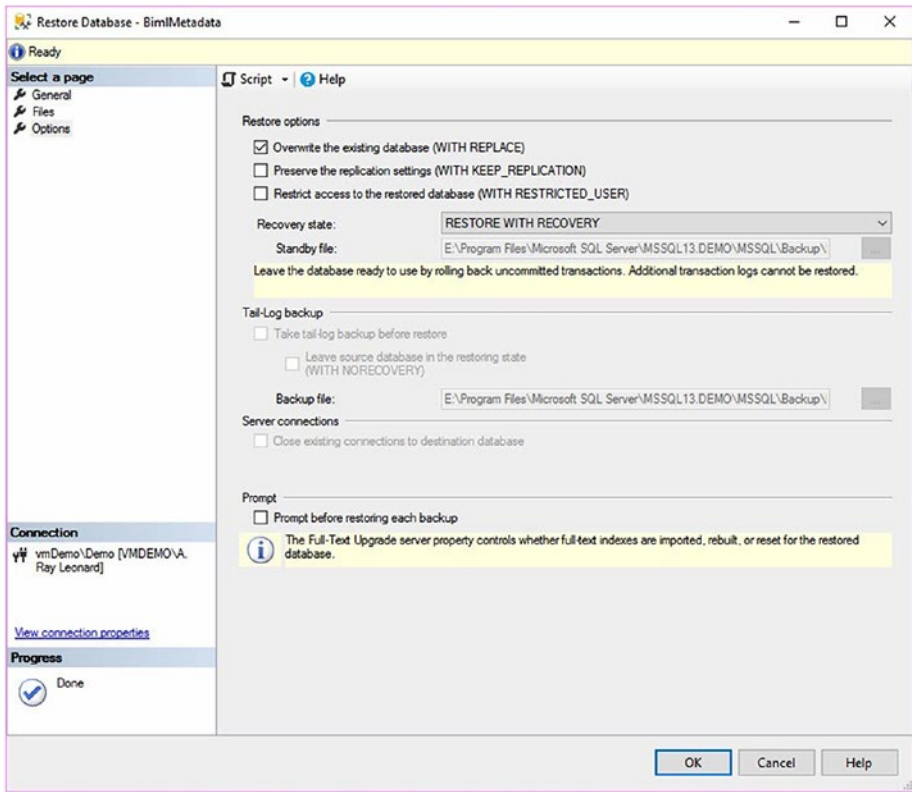 Restore Database - BimlMetadata
Ready
Select a page
General
Files
Options
Script
Help
Restore options
Overwrite the existing database (WITH REPLACE)
Preserve the replication settings (WITH KEEP_REPLICATION)
Restrict access to the restored database (WITH RESTRICTED_USER)
Recovery state:
RESTORE WITH RECOVERY
Standby file:
E:\Program Files\Microsoft SQL Server\MSSQL13.DEMO\MSSQL\Backup\
...
Leave the database ready to use by rolling back uncommitted transactions. Additional transaction logs cannot be restored.
Tail-Log backup
Take tail-log backup before restore
Leave source database in the restoring state
(WITH NORECOVERY)
Backup file:
E:\Program Files\Microsoft SQL Server\MSSQL13.DEMO\MSSQL\Backup\
...
Server connections
Close existing connections to destination database
Prompt
Prompt before restoring each backup
The Full-Text Upgrade server property controls whether full-text indexes are imported, rebuilt, or reset for the restored
database.
Connection
vmDemo\Demo [VMDEMO\A.
Ray Leonard]
View connection properties
Progress
Done
OK
Cancel
Help